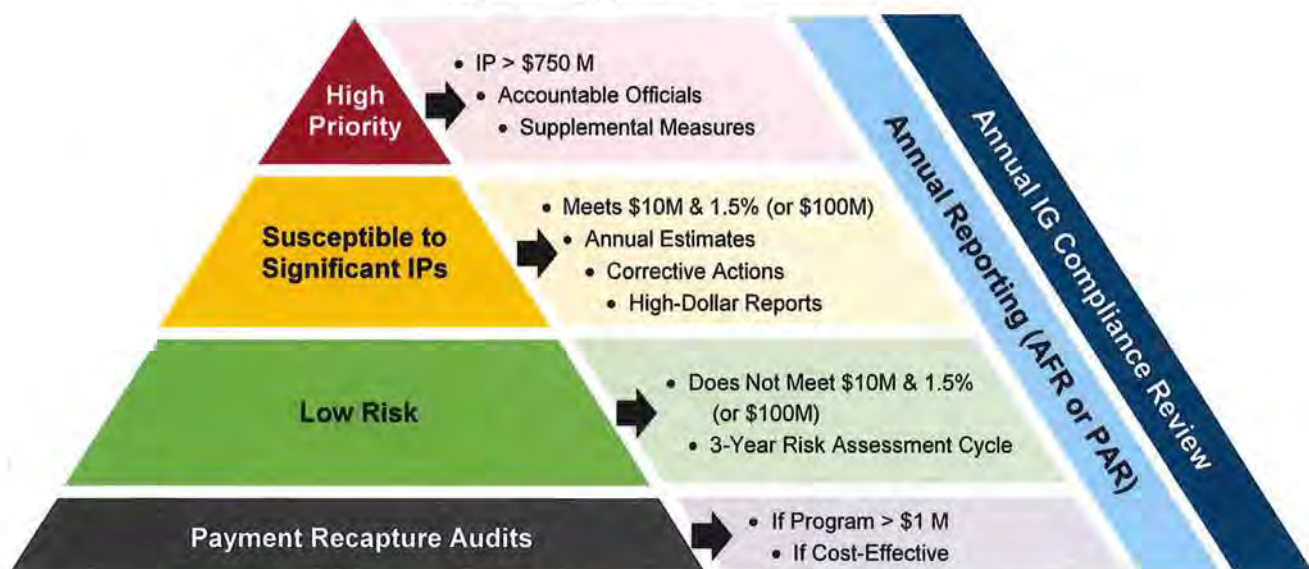 High
Priority
• IP > $750 M
• Accountable Officials
• Supplemental Measures
Susceptible to
Significant IPs
• Meets $10M & 1.5% (or $100M)
• Annual Estimates
• Corrective Actions
• High-Dollar Reports
Low Risk
• Does Not Meet $10M & 1.5%
(or $100M)
• 3-Year Risk Assessment Cycle
Payment Recapture Audits
• If Program > $1 M
• If Cost-Effective
Annual Reporting (AFR or PAR)
Annual IG Compliance Review